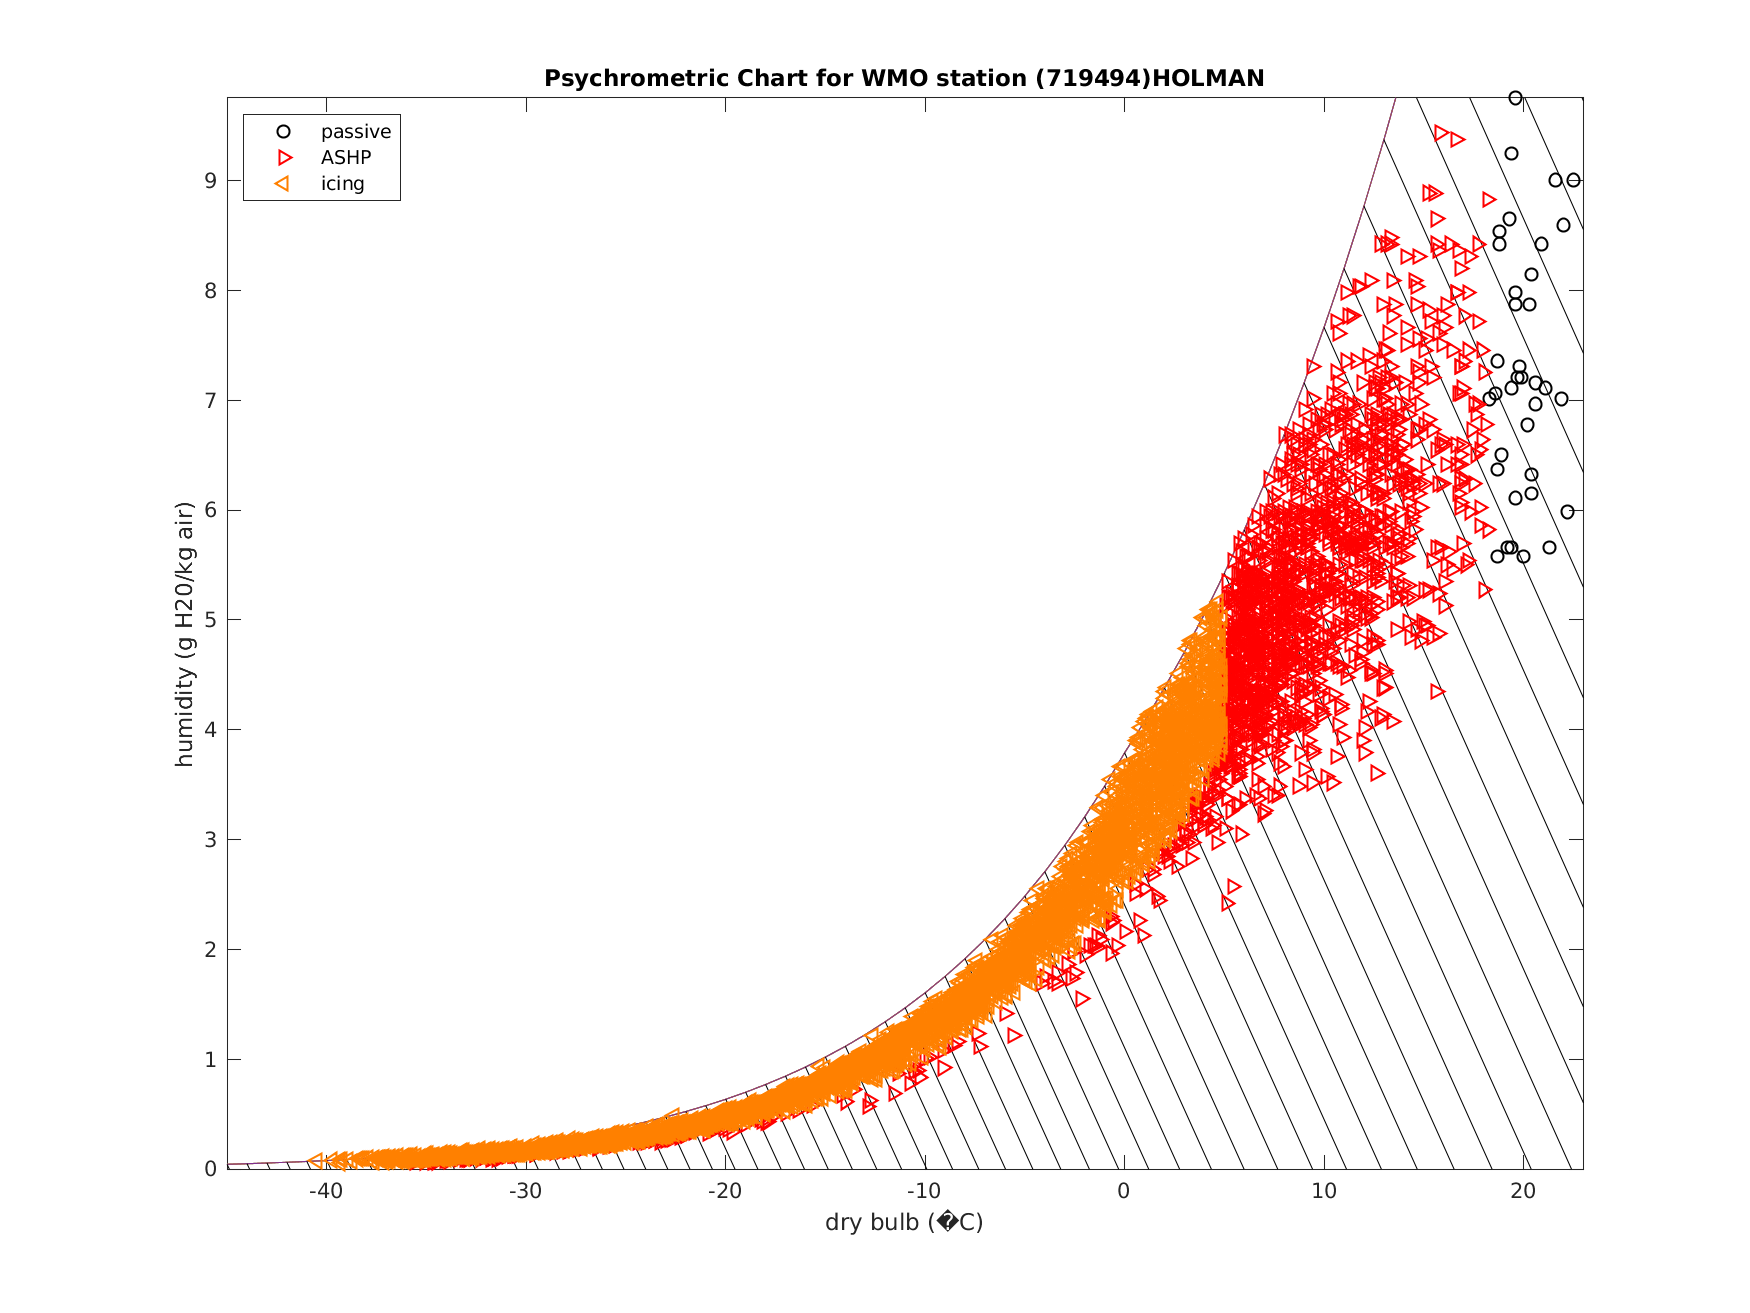 Psychrometric Chart for WMO station (719494)HOLMAN
passive
ASHP
icing
humidity (g H20/kg air)
9
8
7
6
5
4
3
2
1
0
-40 -30 -20 -10 0 10 20
dry bulb (�C)